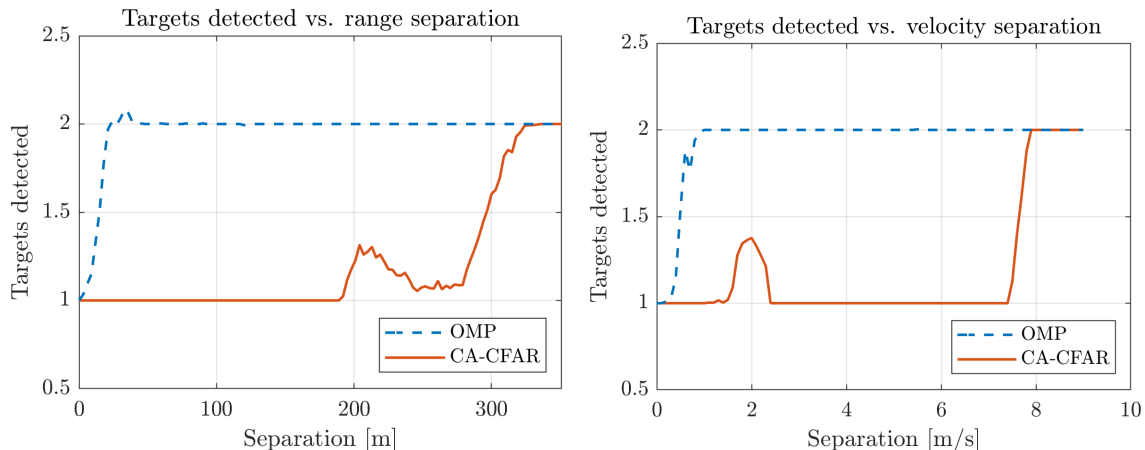 Targets detected vs. range separation
2.5
2
1.5
1
0.5
Targets detected
0 100 200 300
Separation [m]
OMP
CA-CFAR
Targets detected vs. velocity separation
2.5
2
1.5
1
0.5
Targets detected
0 2 4 6 8 10
Separation [m/s]
OMP
CA-CFAR